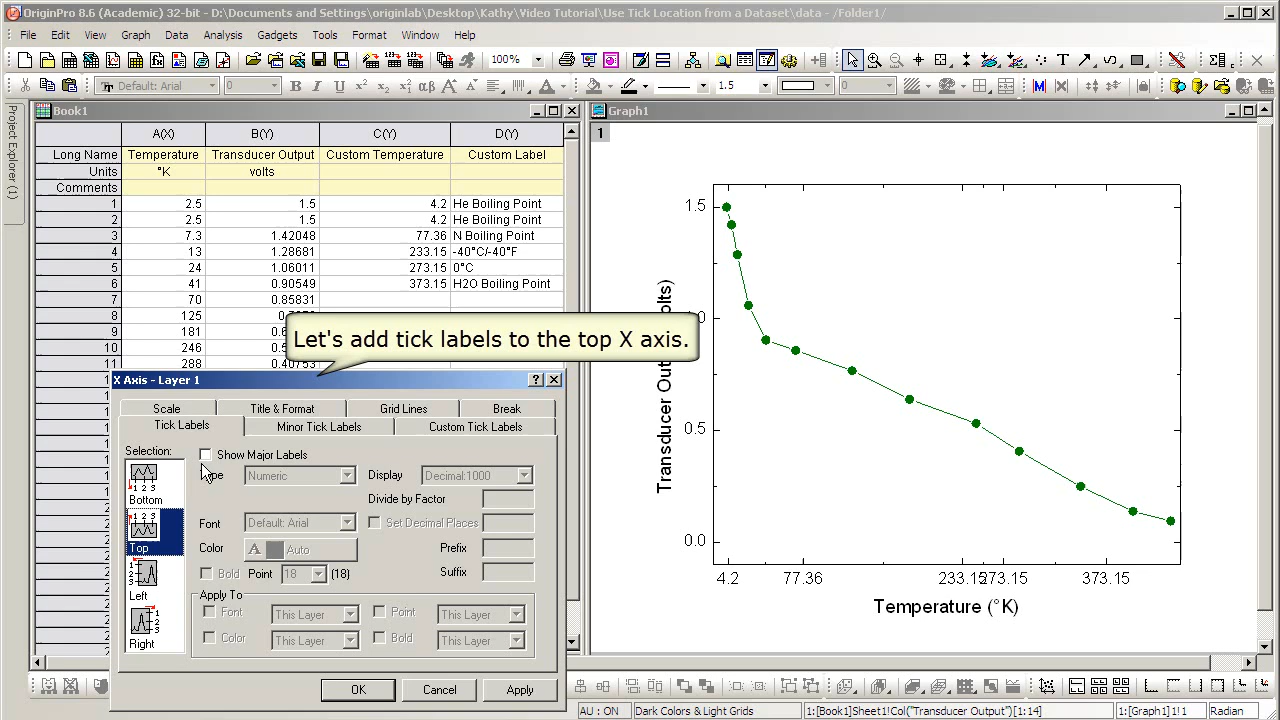 OriginPro 8.6 (Academic) 32-bit - D:\Documents and Settings\originlab\Desktop\Kathy\Video Tutorial\Use Tick Location from a Dataset\data - /Folder1/
File Edit View Graph Data Analysis Gadgets Tools Format Window Help
100%
Default: Arial 0 B I U αβ A A 1.5 0
Project Explorer (1)
Book1
A(X) B(Y) C(Y) D(Y)
Long Name Temperature Transducer Output Custom Temperature Custom Label
Units °K volts
Comments
1 2.5 1.5 4.2 He Boiling Point
2 2.5 1.5 4.2 He Boiling Point
3 7.3 1.42048 77.36 N Boiling Point
4 13 1.28681 233.15 -40°C/-40°F
5 24 1.06011 273.15 0°C
6 41 0.90549 373.15 H2O Boiling Point
7 70 0.85831
8 125
9 181
10 246
11 288 0.40753
Let's add tick labels to the top X axis.
X Axis - Layer 1
Scale Title & Format Grid Lines Break
Tick Labels Minor Tick Labels Custom Tick Labels
Selection:
Bottom
Top
Left
Right
Show Major Labels
Numeric Display Decimal:1000
Divide by Factor
Font Default: Arial Set Decimal Places
Color A Auto Prefix
Bold Point 18 (18) Suffix
Apply To
Font This Layer Point This Layer
Color This Layer Bold This Layer
OK Cancel Apply
Graph1
1
1.5
0.5
0.0
4.2 77.36 233.15 273.15 373.15
Temperature (°K)
AU : ON Dark Colors & Light Grids 1:[Book1]Sheet1!Col("Transducer Output")[1:14] 1:[Graph1]1!1 Radian